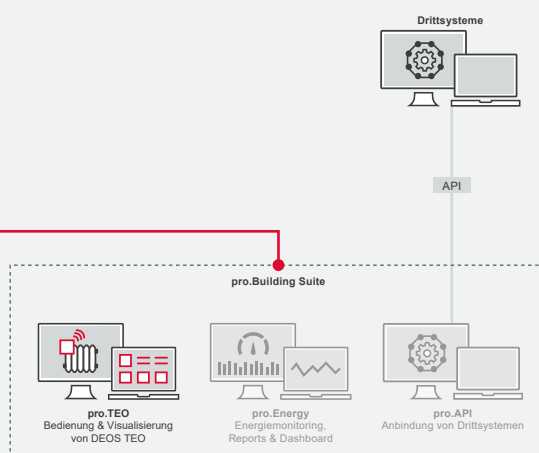 Drittsysteme
API
pro.Building Suite
pro.TEO
Bedienung & Visualisierung
von DEOS TEO
pro.Energy
Energiemonitoring,
Reports & Dashboard
pro.API
Anbindung von Drittsystemen